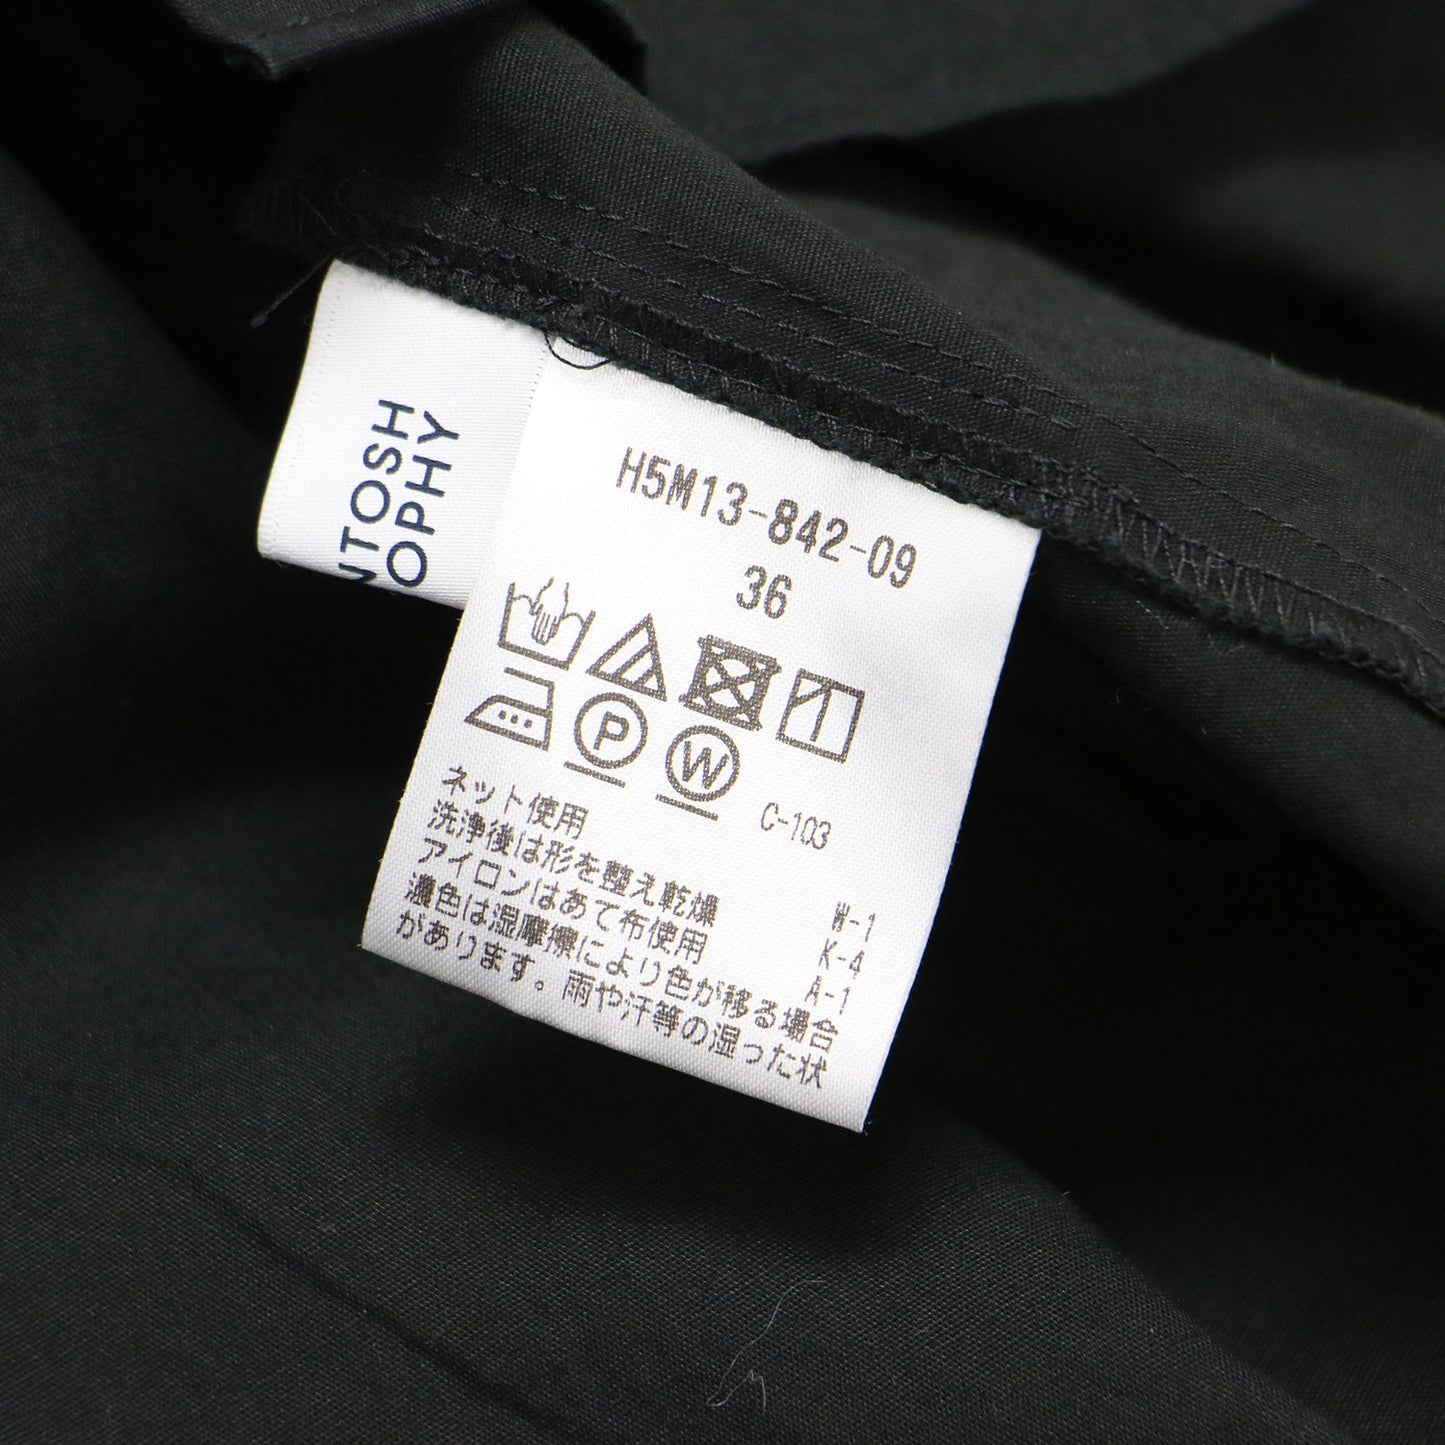 NTOSH
OPHY
H5M13-842-09
36
P W
C-103
ネット使用
洗浄後は形を整え乾燥 W-1
アイロンはあて布使用 K-4
濃色は湿摩擦により色が移る場合 A-1
があります。雨や汗等の湿った状